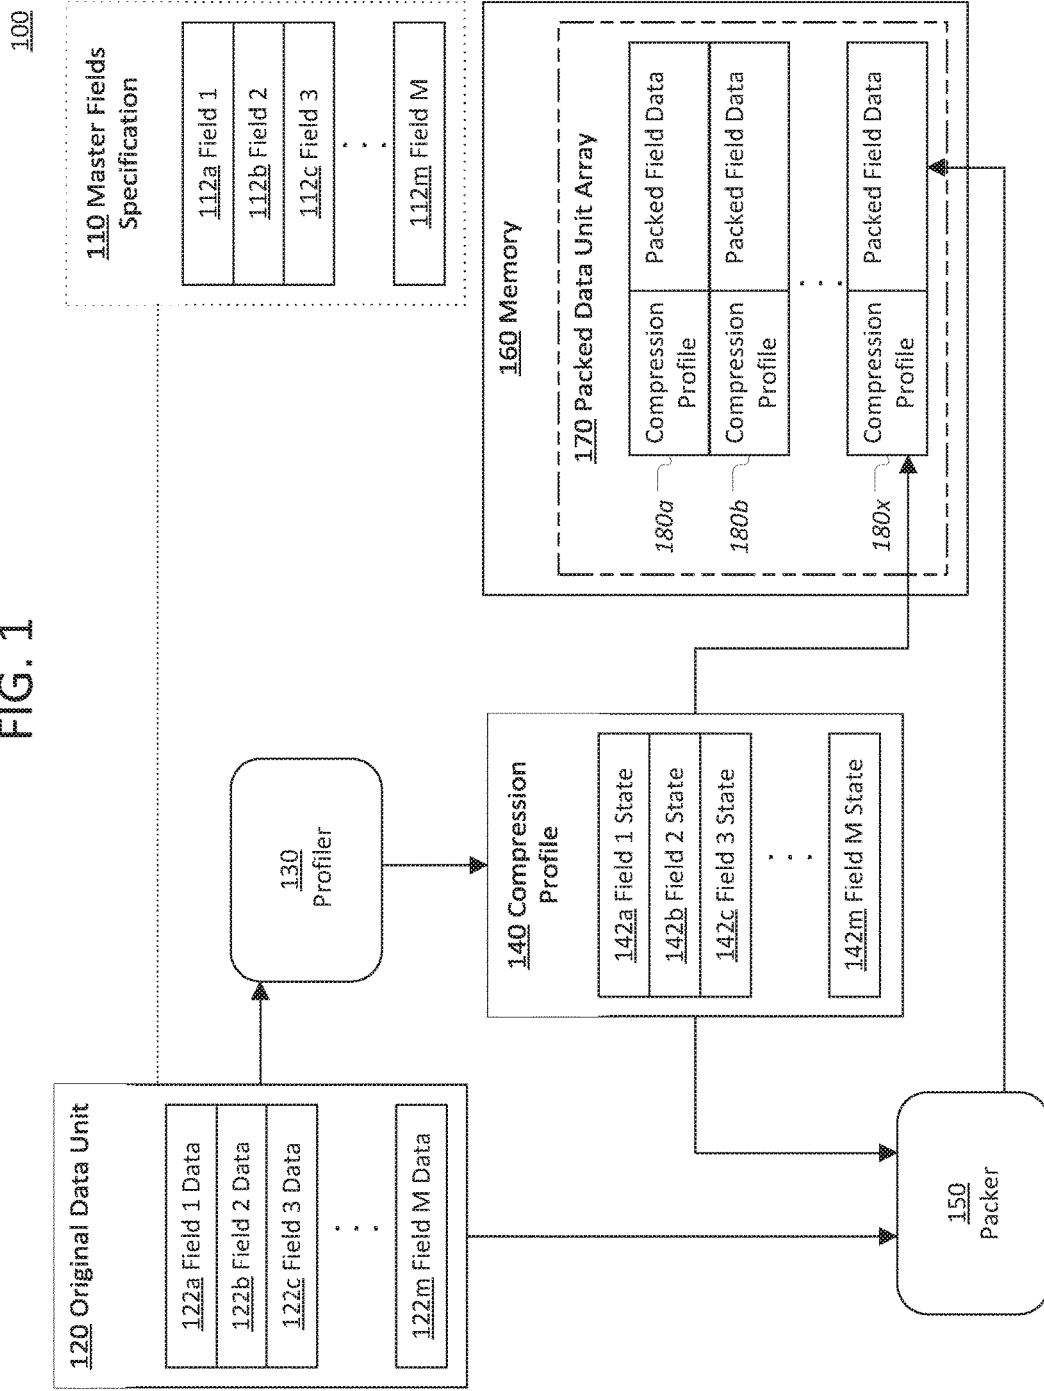 FIG. 1
100
120 Original Data Unit
122a Field 1 Data
122b Field 2 Data
122c Field 3 Data
. . .
122m Field M Data
130
Profiler
110 Master Fields
Specification
112a Field 1
112b Field 2
112c Field 3
. . .
112m Field M
140 Compression
Profile
142a Field 1 State
142b Field 2 State
142c Field 3 State
. . .
142m Field M State
150
Packer
160 Memory
170 Packed Data Unit Array
180a
Compression
Profile
Packed Field Data
180b
Compression
Profile
Packed Field Data
. . .
180x
Compression
Profile
Packed Field Data